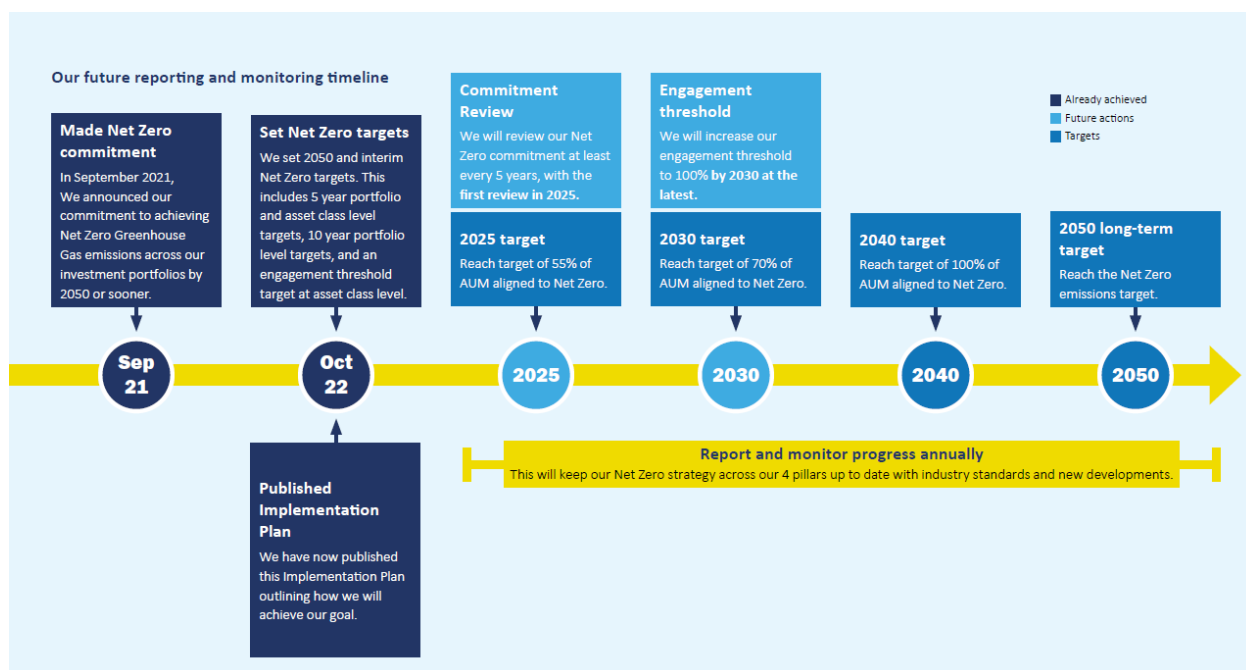 Our future reporting and monitoring timeline
Made Net Zero
commitment
In September 2021,
We announced our
commitment to achieving
Net Zero Greenhouse
Gas emissions across our
investment portfolios by
2050 or sooner.
Set Net Zero targets
We set 2050 and interim
Net Zero targets. This
includes 5 year portfolio
and asset class level
targets, 10 year portfolio
level targets, and an
engagement threshold
target at asset class level.
Commitment
Review
We will review our Net
Zero commitment at least
every 5 years, with the
first review in 2025.
2025 target
Reach target of 55% of
AUM aligned to Net Zero.
Engagement
threshold
We will increase our
engagement threshold
to 100% by 2030 at the
latest.
2030 target
Reach target of 70% of
AUM aligned to Net Zero.
2040 target
Reach target of 100% of
AUM aligned to Net Zero.
2050 long-term
target
Reach the Net Zero
emissions target.
Already achieved
Future actions
Targets
Sep
21
Oct
22
2025
2030
2040
2050
Published
Implementation
Plan
We have now published
this Implementation Plan
outlining how we will
achieve our goal.
Report and monitor progress annually
This will keep our Net Zero strategy across our 4 pillars up to date with industry standards and new developments.